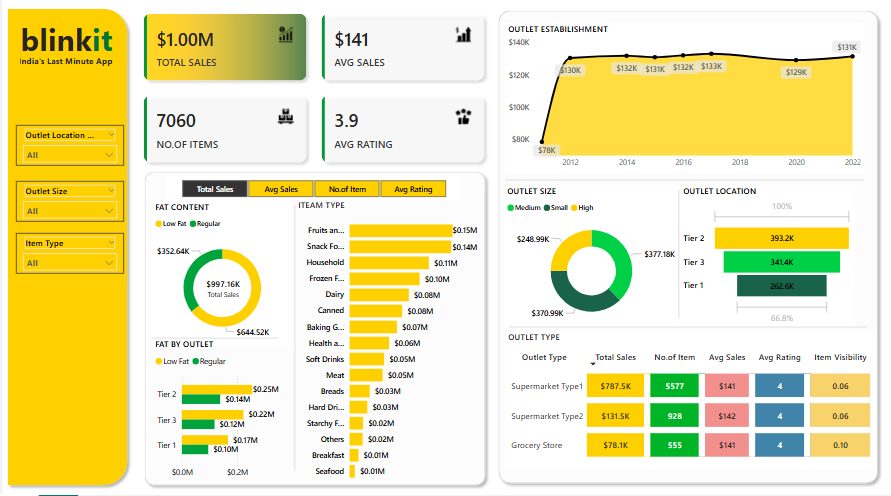 blinkit
India's Last Minute App
Outlet Location ...
All
Outlet Size
All
Item Type
All
$1.00M
TOTAL SALES
$141
AVG SALES
7060
NO.OF ITEMS
3.9
AVG RATING
Total Sales
Avg Sales
No.of Item
Avg Rating
FAT CONTENT
Low Fat Regular
$352.64K
$997.16K
Total Sales
$644.52K
FAT BY OUTLET
Low Fat Regular
Tier 2 $0.25M
$0.14M
Tier 3 $0.22M
$0.12M
Tier 1 $0.17M
$0.10M
$0.0M $0.2M
ITEAM TYPE
Fruits an... $0.15M
Snack Fo... $0.14M
Household $0.11M
Frozen F... $0.10M
Dairy $0.08M
Canned $0.08M
Baking G... $0.07M
Health a... $0.06M
Soft Drinks $0.05M
Meat $0.05M
Breads $0.03M
Hard Dri... $0.03M
Starchy F... $0.02M
Others $0.02M
Breakfast $0.01M
Seafood $0.01M
OUTLET ESTABILISHMENT
$140K
$120K
$100K
$80K
$78K
$130K
$132K
$131K
$132K
$133K
$129K
$131K
2012 2014 2016 2018 2020 2022
OUTLET SIZE
Medium Small High
$248.99K
$377.18K
$370.99K
OUTLET LOCATION
100%
Tier 2 393.2K
Tier 3 341.4K
Tier 1 262.6K
66.8%
OUTLET TYPE
Outlet Type Total Sales No.of Item Avg Sales Avg Rating Item Visibility
Supermarket Type1 $787.5K 5577 $141 4 0.06
Supermarket Type2 $131.5K 928 $142 4 0.06
Grocery Store $78.1K 555 $141 4 0.10